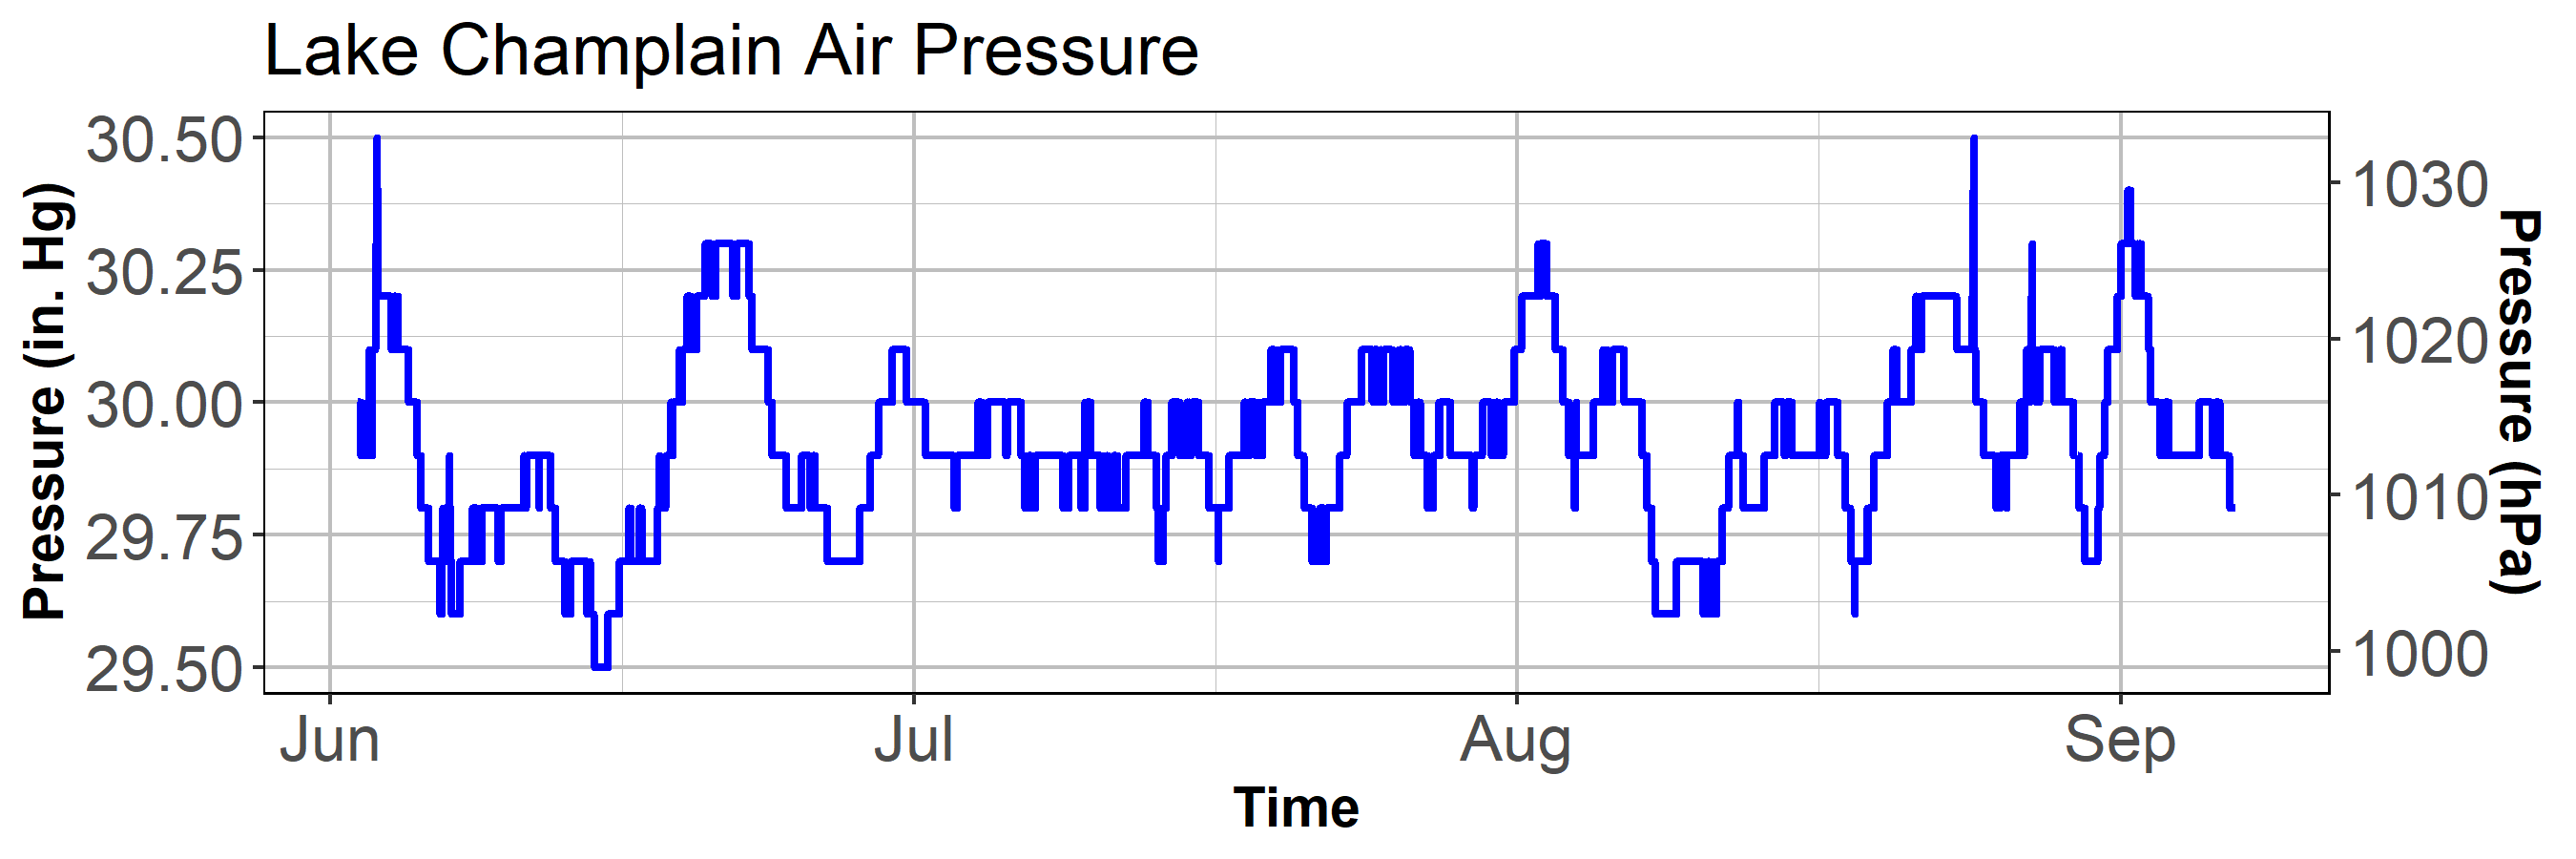 Lake Champlain Air Pressure
Pressure (in. Hg)
30.50
30.25
30.00
29.75
29.50
1030
1020
1010
1000
Pressure (hPa)
Jun Jul Aug Sep
Time